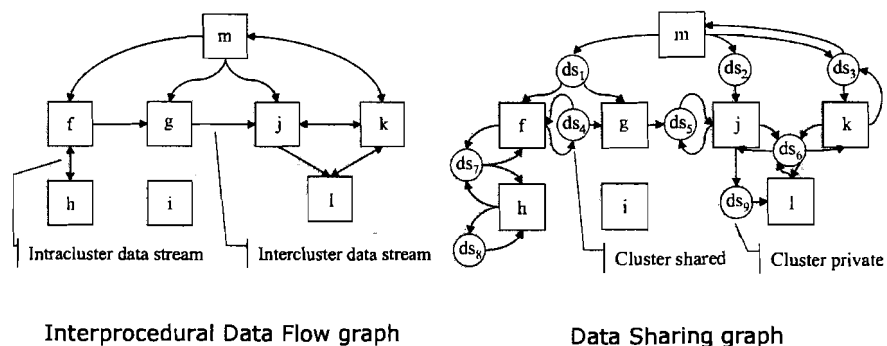 m
f
g
j
k
h
i
l
Intracluster data stream
Intercluster data stream
Interprocedural Data Flow graph
m
ds1
ds2
ds3
f
ds4
g
ds5
j
k
ds6
ds7
h
i
ds9
l
ds8
Cluster shared
Cluster private
Data Sharing graph